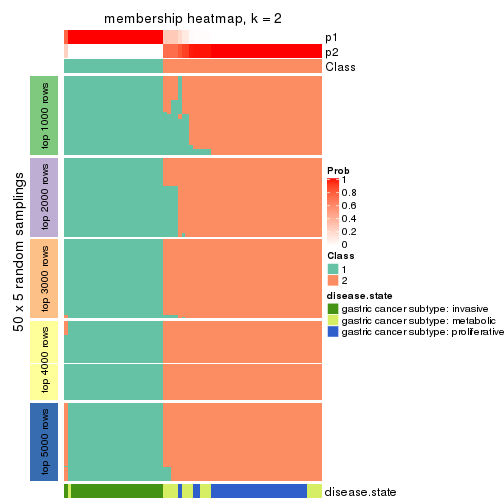 membership heatmap, k = 2
p1
p2
Class
50 x 5 random samplings
top 1000 rows
top 2000 rows
top 3000 rows
top 4000 rows
top 5000 rows
Prob
1
0.8
0.6
0.4
0.2
0
Class
1
2
disease.state
gastric cancer subtype: invasive
gastric cancer subtype: metabolic
gastric cancer subtype: proliferative
disease.state